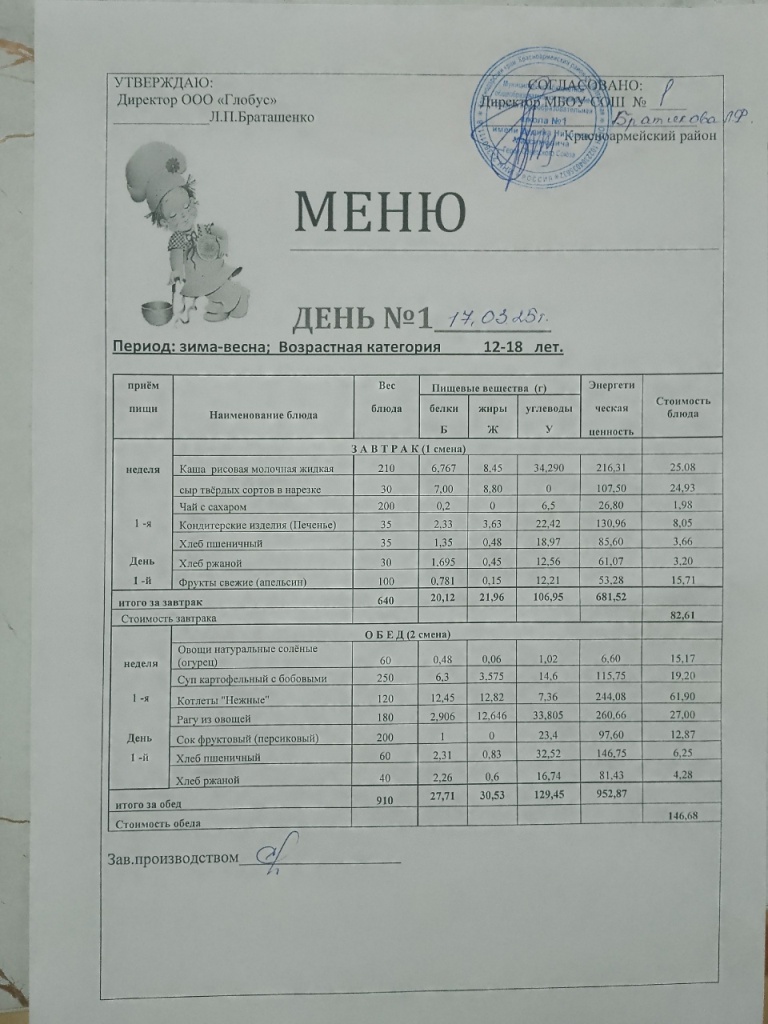 УТВЕРЖДАЮ:
Директор ООО «Глобус»
____________Л.П.Браташенко
СОГЛАСОВАНО:
Директор МБОУ СОШ № 1
Красноармейский район
МЕНЮ
ДЕНЬ №1 17.03 25г.
Период: зима-весна; Возрастная категория 12-18 лет.
приём пищи Наименование блюда Вес блюда Пищевые вещества (г) белки Б жиры Ж углеводы У Энергети ческая ценность Стоимость блюда
З А В Т Р А К (1 смена)
неделя Каша рисовая молочная жидкая 210 6,767 8,45 34,290 216,31 25,08
сыр твёрдых сортов в нарезке 30 7,00 8,80 0 107,50 24,93
Чай с сахаром 200 0,2 0 6,5 26,80 1,98
1 -я Кондитерские изделия (Печенье) 35 2,33 3,63 22,42 130,96 8,05
Хлеб пшеничный 35 1,35 0,48 18,97 85,60 3,66
День Хлеб ржаной 30 1,695 0,45 12,56 61,07 3,20
1 -й Фрукты свежие (апельсин) 100 0,781 0,15 12,21 53,28 15,71
итого за завтрак 640 20,12 21,96 106,95 681,52
Стоимость завтрака 82,61
О Б Е Д (2 смена)
неделя Овощи натуральные солёные (огурец) 60 0,48 0,06 1,02 6,60 15,17
Суп картофельный с бобовыми 250 6,3 3,575 14,6 115,75 19,20
1 -я Котлеты "Нежные" 120 12,45 12,82 7,36 244,08 61,90
Рагу из овощей 180 2,906 12,646 33,805 260,66 27,00
День Сок фруктовый (персиковый) 200 1 0 23,4 97,60 12,87
1 -й Хлеб пшеничный 60 2,31 0,83 32,52 146,75 6,25
Хлеб ржаной 40 2,26 0,6 16,74 81,43 4,28
итого за обед 910 27,71 30,53 129,45 952,87
Стоимость обеда 146,68
Зав.производством